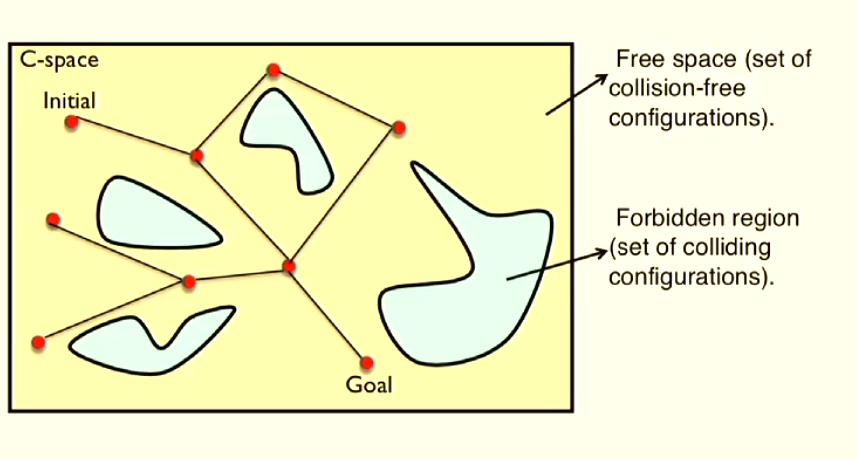 C-space
Initial
Free space (set of
collision-free
configurations).
Forbidden region
(set of colliding
configurations).
Goal